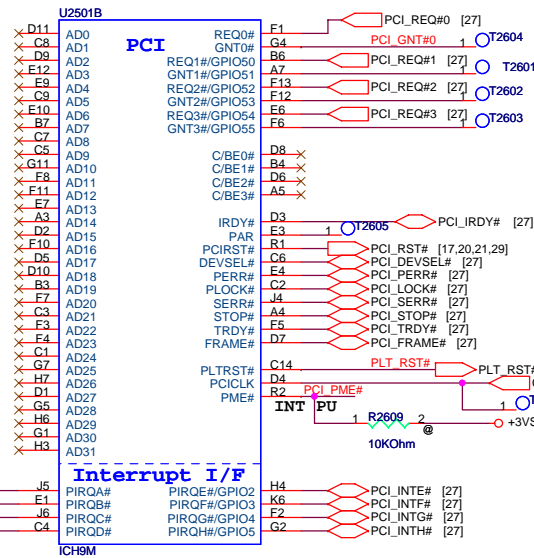 U2501B
PCI
D11 AD0 REQ0# F1 PCI_REQ#0 [27]
C8 AD1 GNT0# G4 PCI_GNT#0 1 T2604
D9 AD2 REQ1#/GPIO50 B6 PCI_REQ#1 [27]
E12 AD3 GNT1#/GPIO51 A7 1 T2601
E9 AD4 REQ2#/GPIO52 F13 PCI_REQ#2 [27]
C9 AD5 GNT2#/GPIO53 F12 1 T2602
E10 AD6 REQ3#/GPIO54 E6 PCI_REQ#3 [27]
B7 AD7 GNT3#/GPIO55 F6 1 T2603
C7 AD8
C5 AD9 C/BE0# D8
G11 AD10 C/BE1# B4
F8 AD11 C/BE2# D6
F11 AD12 C/BE3# A5
E7 AD13
A3 AD14 IRDY# D3 PCI_IRDY# [27]
D2 AD15 PAR E3 1 T2605
F10 AD16 PCIRST# R1 PCI_RST# [17,20,21,29]
D5 AD17 DEVSEL# C6 PCI_DEVSEL# [27]
D10 AD18 PERR# E4 PCI_PERR# [27]
B3 AD19 PLOCK# C2 PCI_LOCK# [27]
F7 AD20 SERR# J4 PCI_SERR# [27]
C3 AD21 STOP# A4 PCI_STOP# [27]
F3 AD22 TRDY# F5 PCI_TRDY# [27]
F4 AD23 FRAME# D7 PCI_FRAME# [27]
C1 AD24
G7 AD25 PLTRST# C14 PLT_RST# PLT_RST#
H7 AD26 PCICLK D4
D1 AD27 PME# R2 PCI_PME#
G5 AD28 INT PU 1
H6 AD29 1 R2609 2 +3VS
G1 AD30 @
H3 AD31 10KOhm
Interrupt I/F
J5 PIRQA# PIRQE#/GPIO2 H4 PCI_INTE# [27]
E1 PIRQB# PIRQF#/GPIO3 K6 PCI_INTF# [27]
J6 PIRQC# PIRQG#/GPIO4 F2 PCI_INTG# [27]
C4 PIRQD# PIRQH#/GPIO5 G2 PCI_INTH# [27]
ICH9M